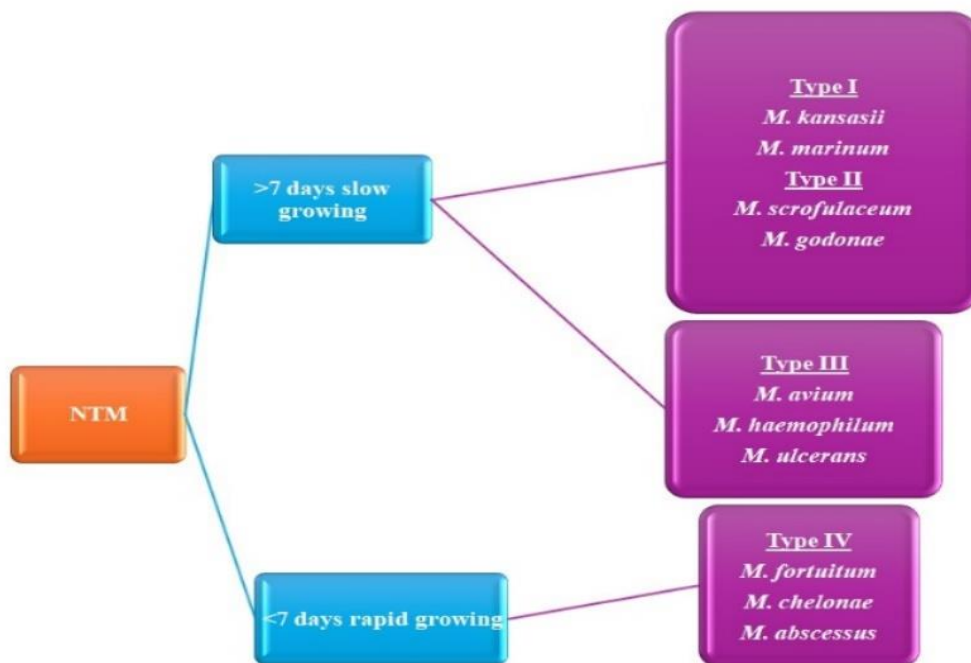 NTM
>7 days slow
growing
<7 days rapid growing
Type I
M. kansasii
M. marinum
Type II
M. scrofulaceum
M. godonae
Type III
M. avium
M. haemophilum
M. ulcerans
Type IV
M. fortuitum
M. chelonae
M. abscessus